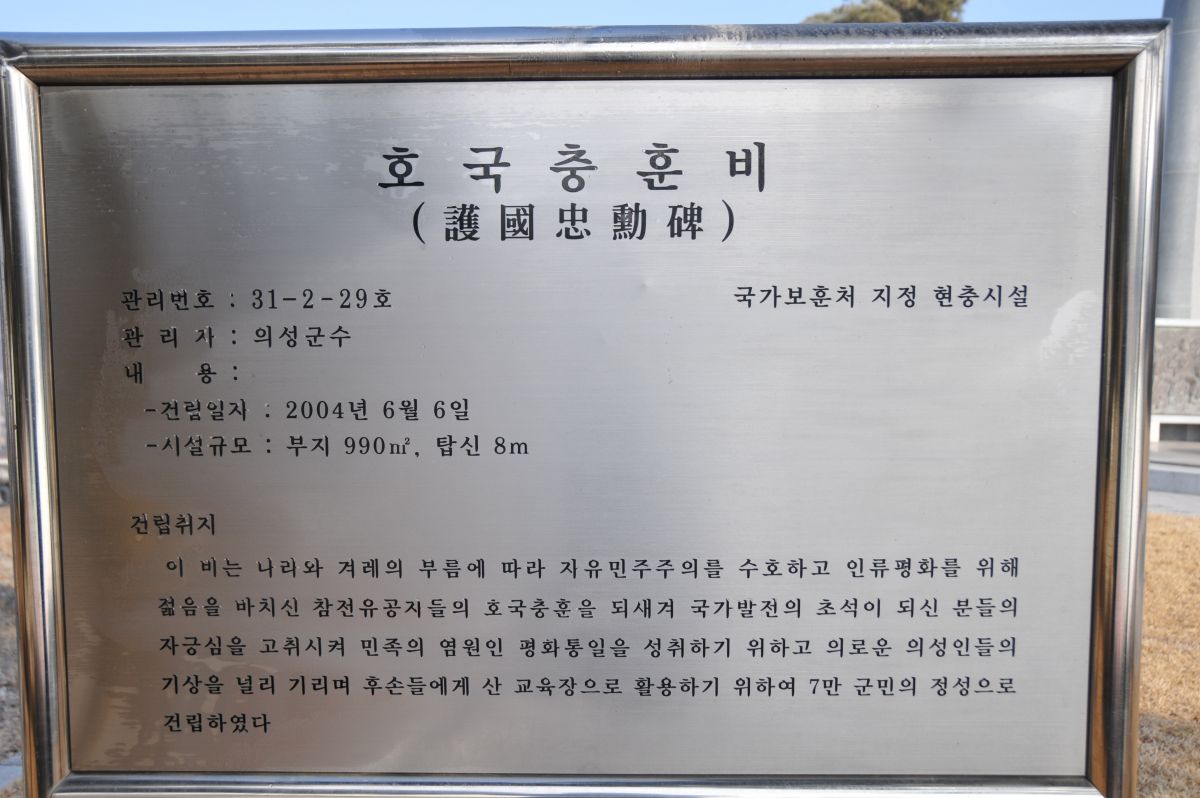 호국충훈비
(護國忠勳碑)
관리번호 : 31-2-29호 국가보훈처 지정 현충시설
관 리 자 : 의성군수
내 용 :
-건립일자 : 2004년 6월 6일
-시설규모 : 부지 990㎡, 탑신 8m
건립취지
이 비는 나라와 겨레의 부름에 따라 자유민주주의를 수호하고 인류평화를 위해
젊음을 바치신 참전유공자들의 호국충훈을 되새겨 국가발전의 초석이 되신 분들의
자긍심을 고취시켜 민족의 염원인 평화통일을 성취하기 위하고 의로운 의성인들의
기상을 널리 기리며 후손들에게 산 교육장으로 활용하기 위하여 7만 군민의 정성으로
건립하였다